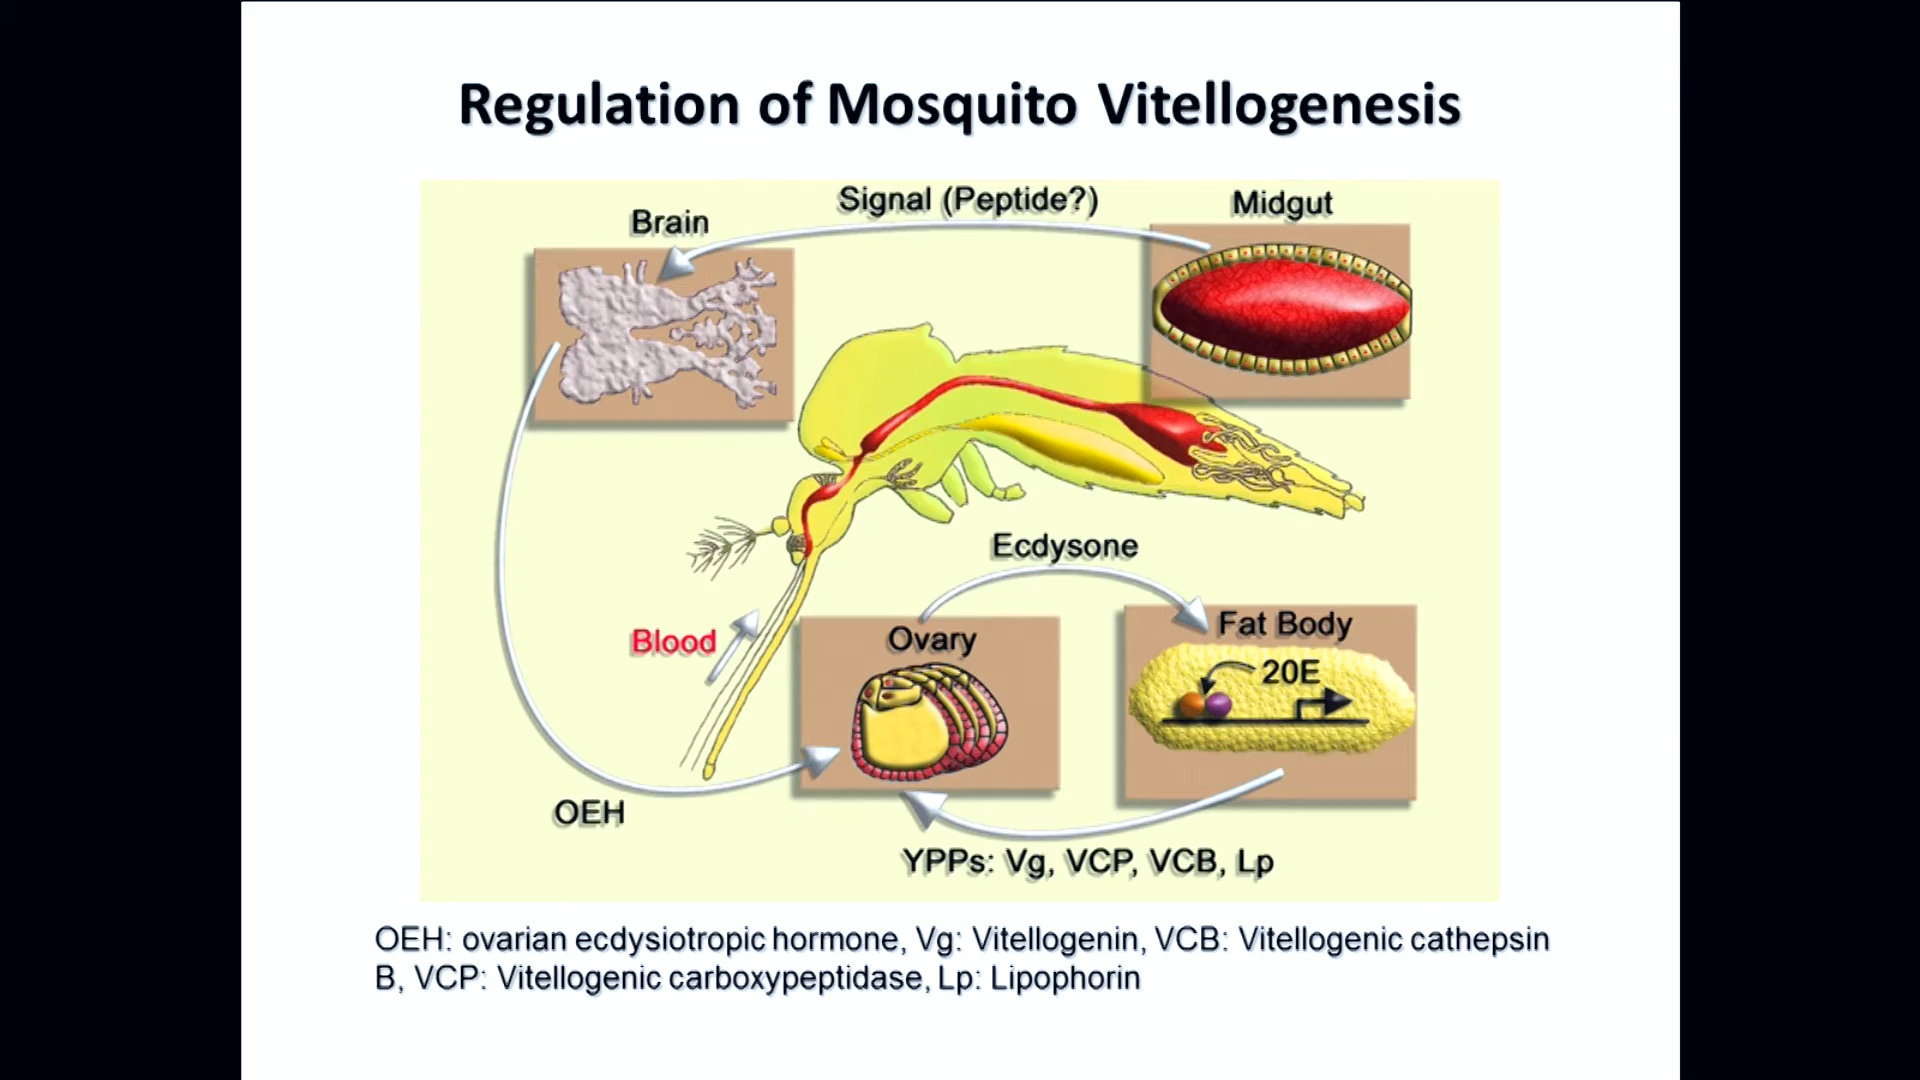 Regulation of Mosquito Vitellogenesis
Signal (Peptide?)
Midgut
Brain
Ecdysone
Blood
Ovary
Fat Body
20E
OEH
YPPs: Vg, VCP, VCB, Lp
OEH: ovarian ecdysiotropic hormone, Vg: Vitellogenin, VCB: Vitellogenic cathepsin
B, VCP: Vitellogenic carboxypeptidase, Lp: Lipophorin